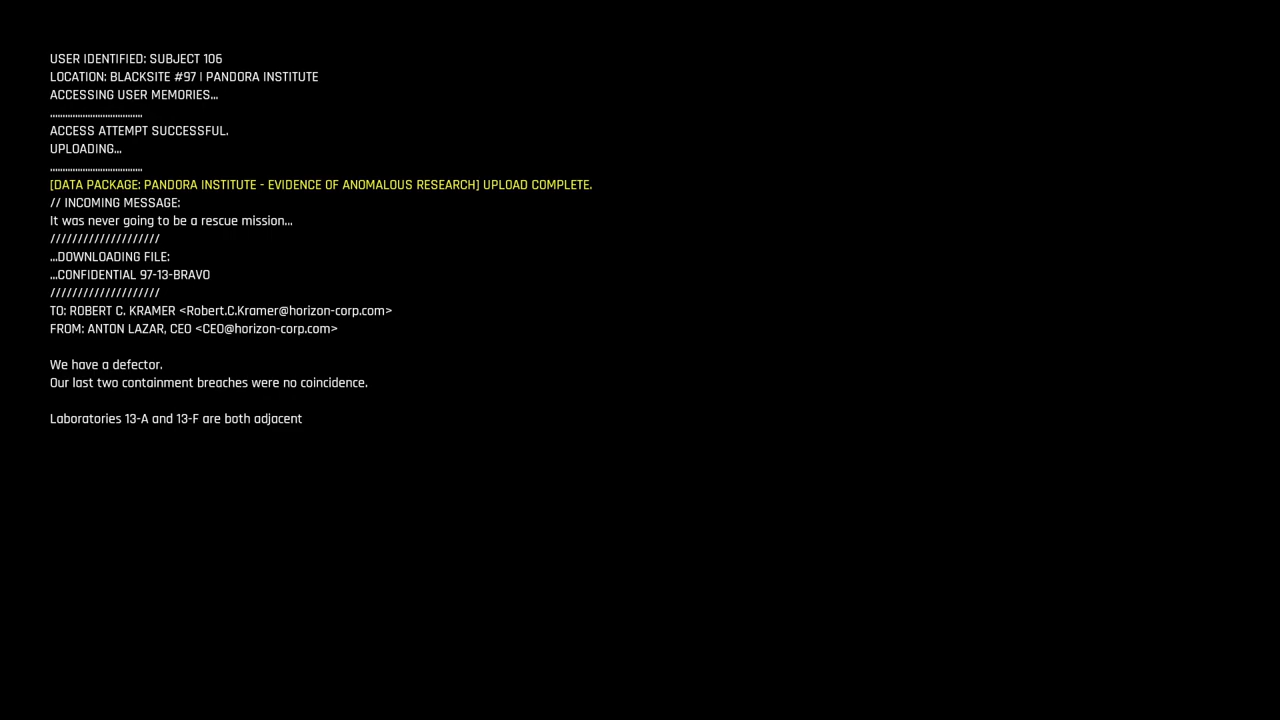 USER IDENTIFIED: SUBJECT 106
LOCATION: BLACKSITE #97 | PANDORA INSTITUTE
ACCESSING USER MEMORIES...
.....................................
ACCESS ATTEMPT SUCCESSFUL.
UPLOADING...
.....................................
[DATA PACKAGE: PANDORA INSTITUTE - EVIDENCE OF ANOMALOUS RESEARCH] UPLOAD COMPLETE.
// INCOMING MESSAGE:
It was never going to be a rescue mission...
////////////////////
...DOWNLOADING FILE:
...CONFIDENTIAL 97-13-BRAVO
////////////////////
TO: ROBERT C. KRAMER <Robert.C.Kramer@horizon-corp.com>
FROM: ANTON LAZAR, CEO <CEO@horizon-corp.com>
We have a defector.
Our last two containment breaches were no coincidence.
Laboratories 13-A and 13-F are both adjacent